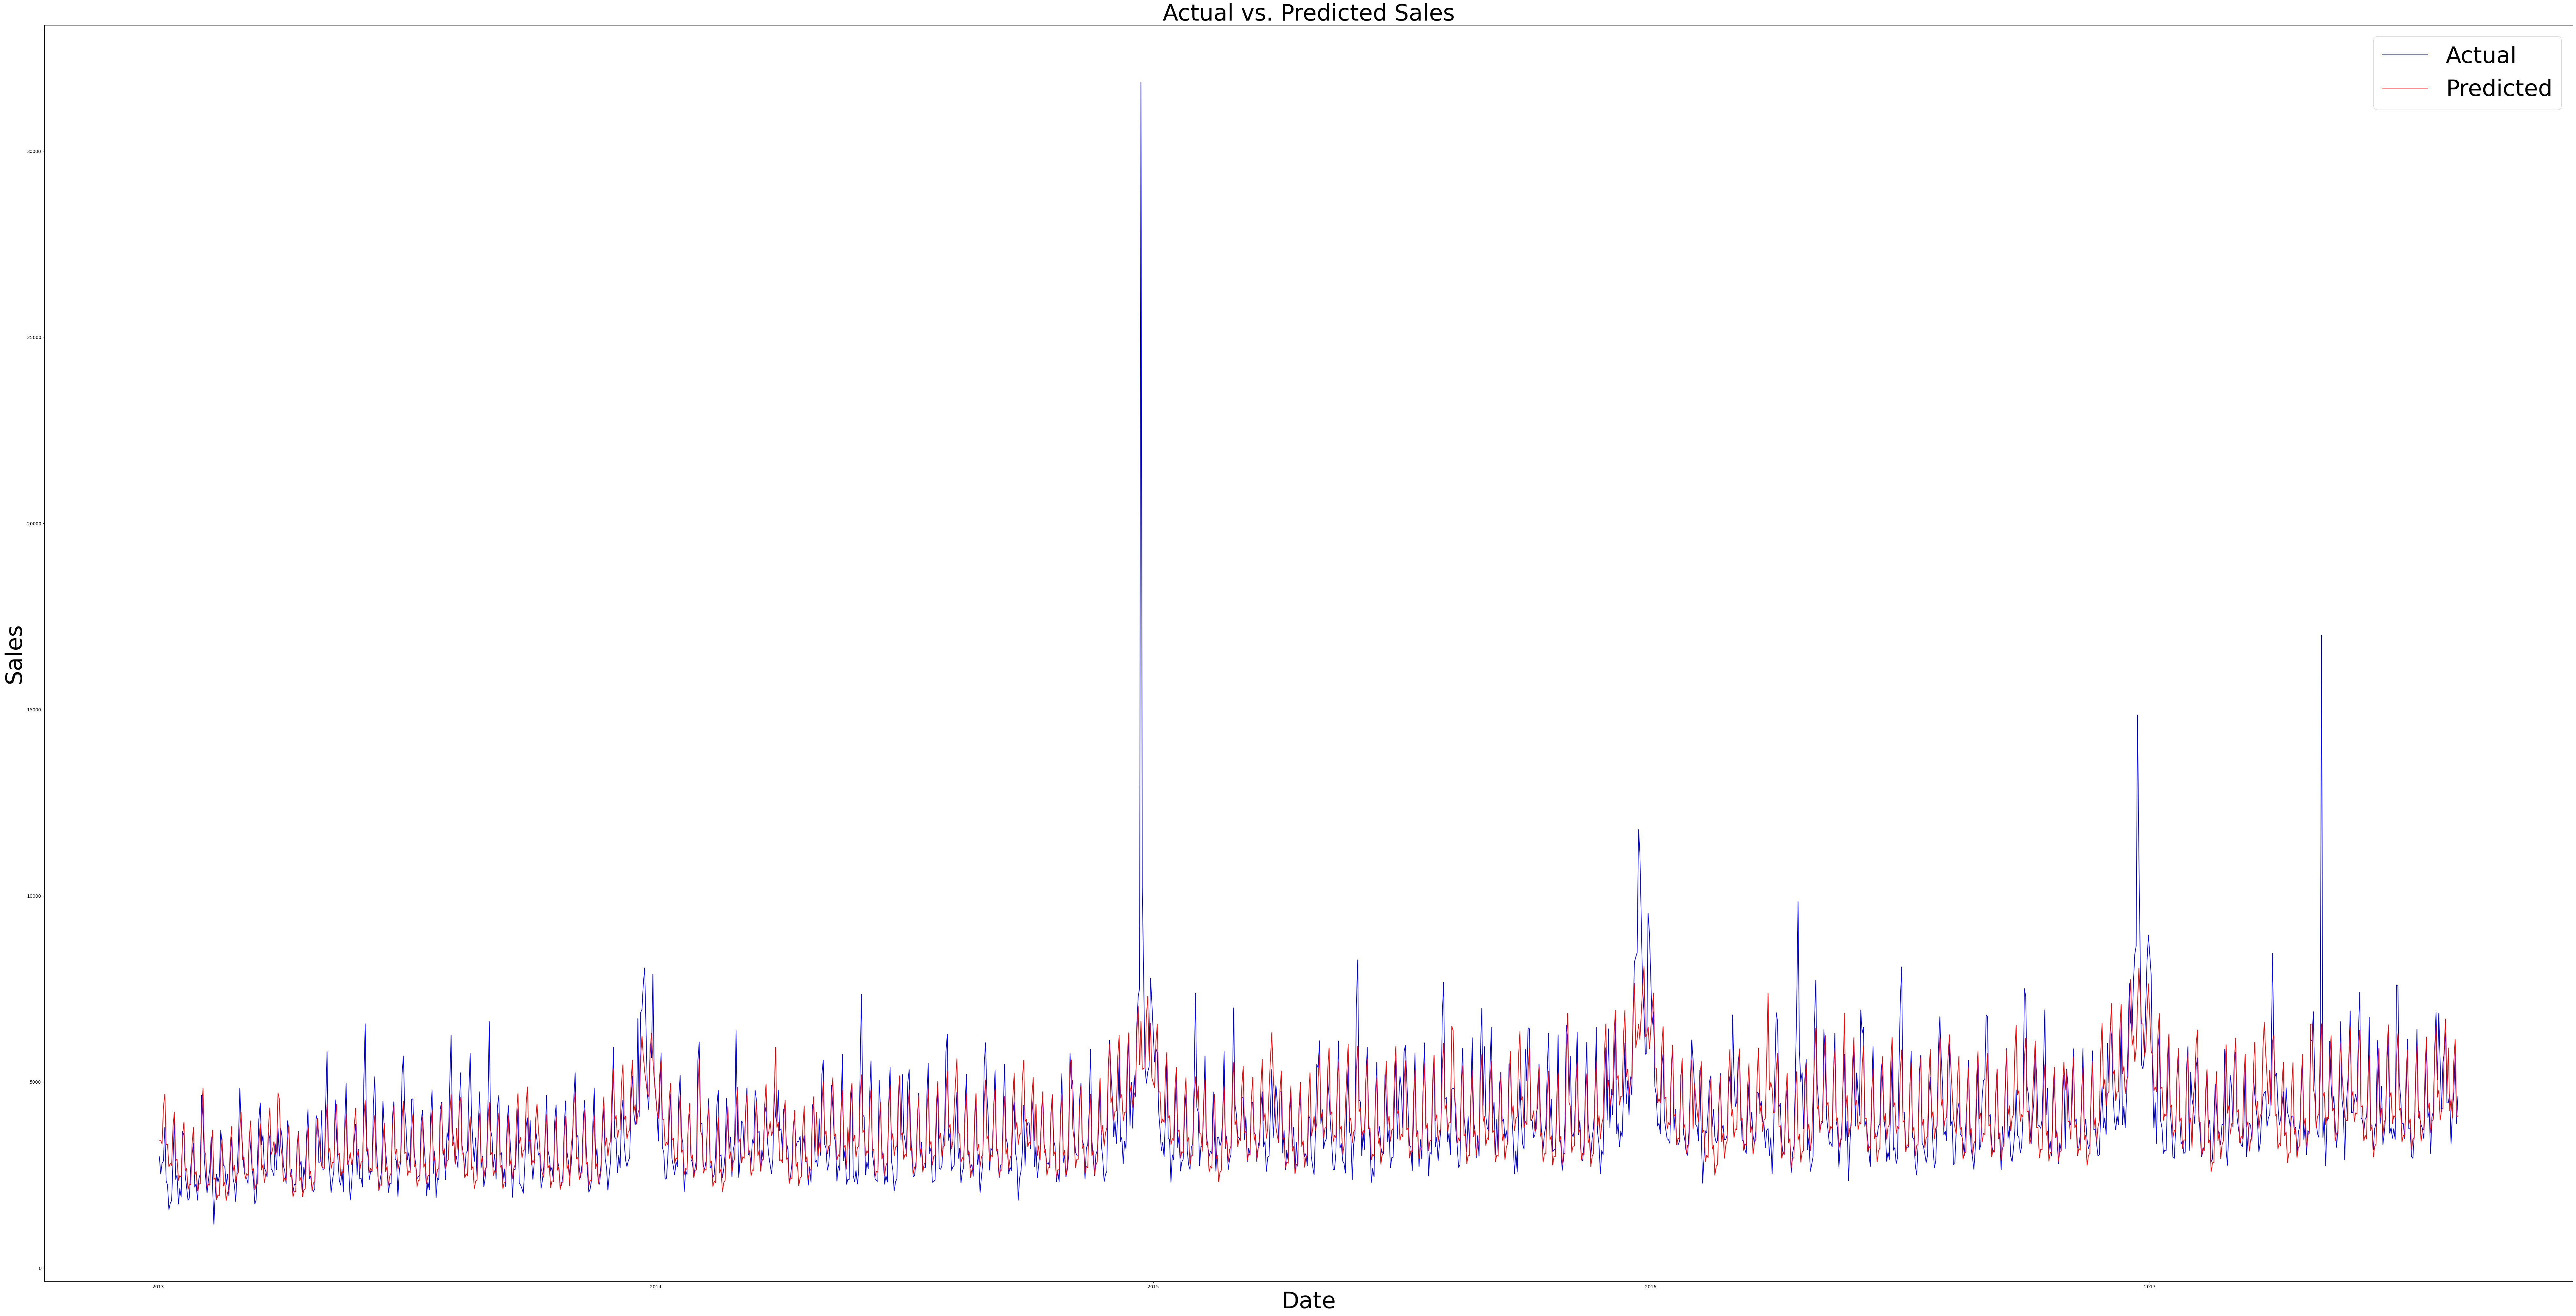 Actual vs. Predicted Sales
Actual
Predicted
30000
25000
20000
15000
10000
5000
0
Sales
2013 2014 2015 2016 2017
Date